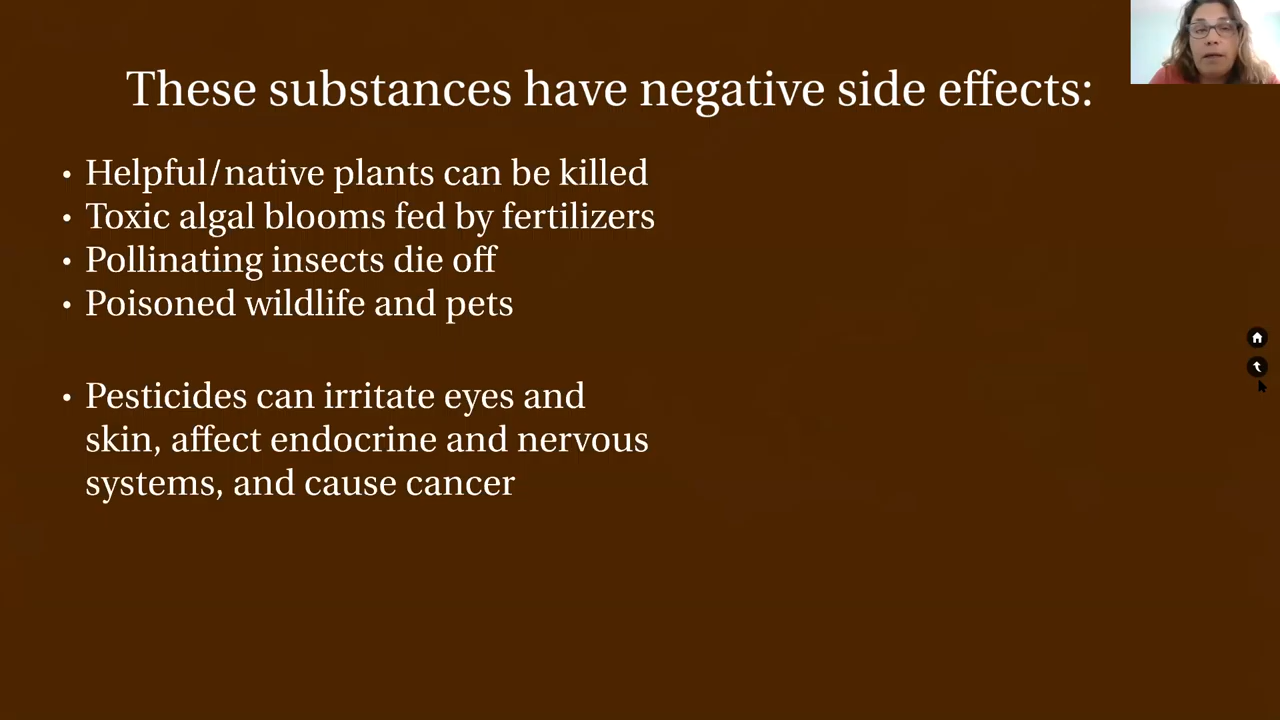 These substances have negative side effects:
• Helpful/native plants can be killed
• Toxic algal blooms fed by fertilizers
• Pollinating insects die off
• Poisoned wildlife and pets
• Pesticides can irritate eyes and
skin, affect endocrine and nervous
systems, and cause cancer